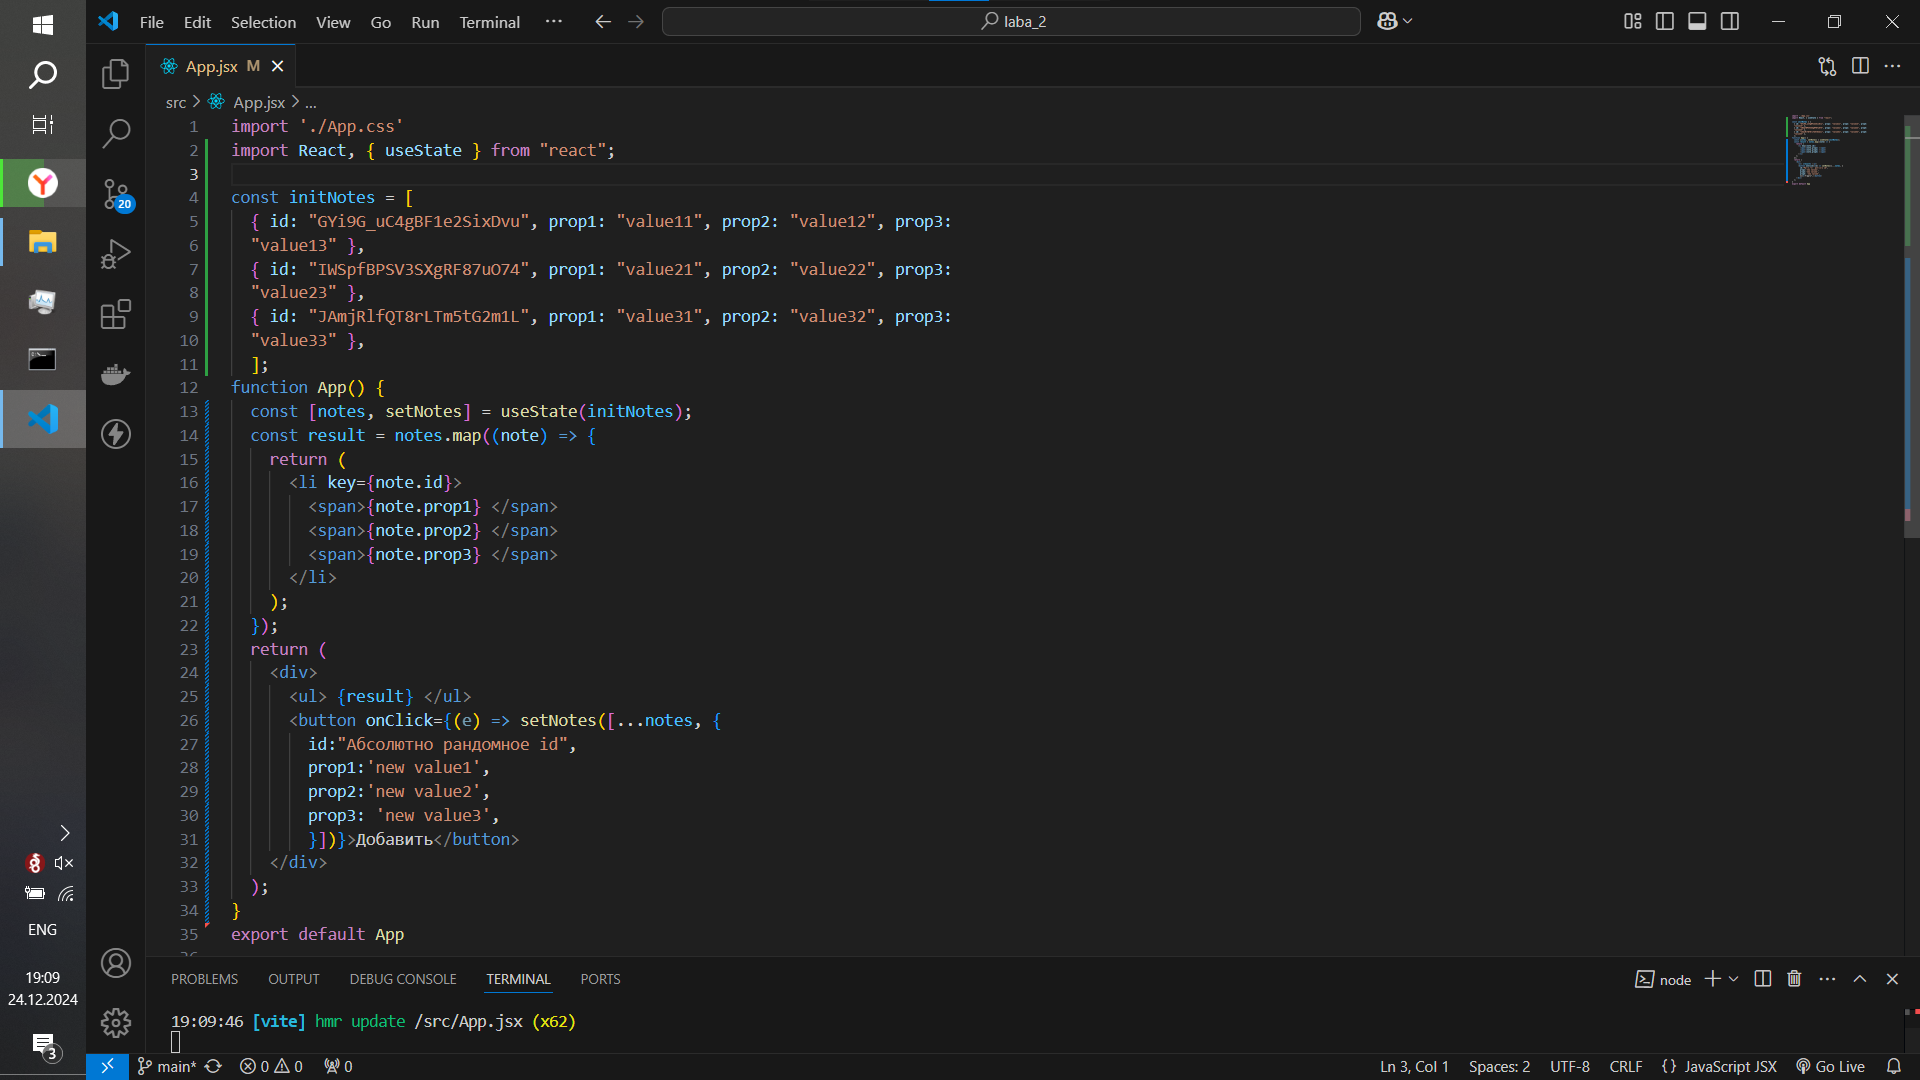 File Edit Selection View Go Run Terminal ···
laba_2
App.jsx M
src > App.jsx > ...
1 import './App.css'
2 import React, { useState } from "react";
3
4 const initNotes = [
5 { id: "GYi9G_uC4gBF1e2SixDvu", prop1: "value11", prop2: "value12", prop3:
6 "value13" },
7 { id: "IWSpfBPSV3SXgRF87uO74", prop1: "value21", prop2: "value22", prop3:
8 "value23" },
9 { id: "JAmjRlfQT8rLTm5tG2m1L", prop1: "value31", prop2: "value32", prop3:
10 "value33" },
11 ];
12 function App() {
13 const [notes, setNotes] = useState(initNotes);
14 const result = notes.map((note) => {
15 return (
16 <li key={note.id}>
17 <span>{note.prop1} </span>
18 <span>{note.prop2} </span>
19 <span>{note.prop3} </span>
20 </li>
21 );
22 });
23 return (
24 <div>
25 <ul> {result} </ul>
26 <button onClick={(e) => setNotes([...notes, {
27 id:"Абсолютно рандомное id",
28 prop1:'new value1',
29 prop2:'new value2',
30 prop3: 'new value3',
31 }])}>Добавить</button>
32 </div>
33 );
34 }
35 export default App
20
PROBLEMS OUTPUT DEBUG CONSOLE TERMINAL PORTS
node
19:09:46 [vite] hmr update /src/App.jsx (x62)
main* 0 0 0
Ln 3, Col 1 Spaces: 2 UTF-8 CRLF {} JavaScript JSX Go Live
ENG
19:09
24.12.2024
3